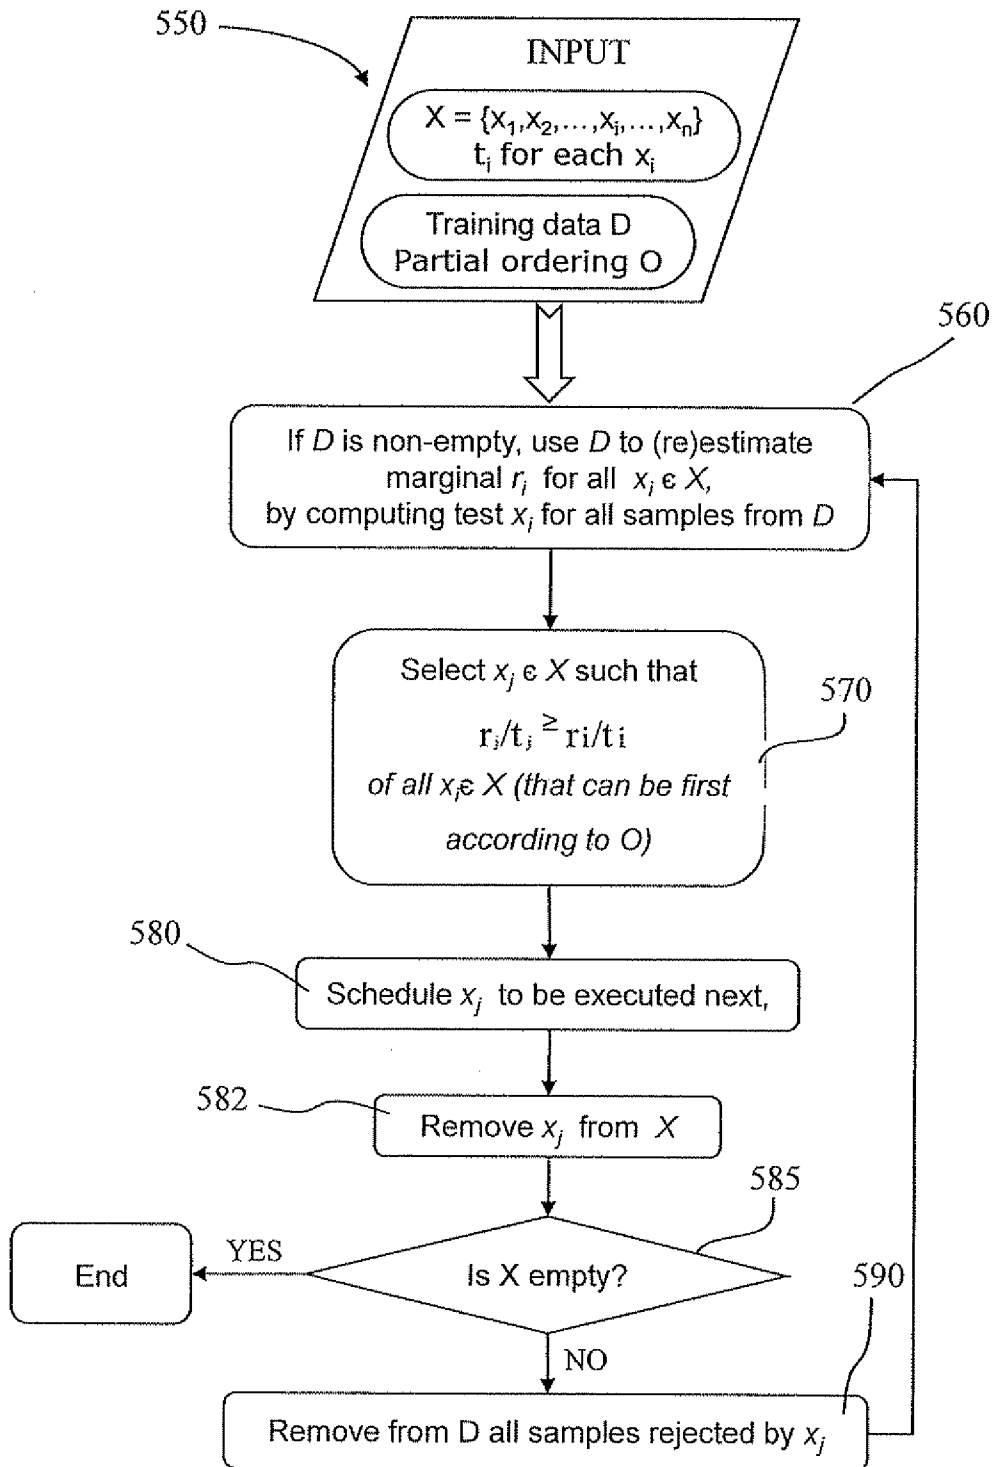 550
INPUT
X = {x₁,x₂,...,xᵢ,...,xₙ}
tᵢ for each xᵢ
Training data D
Partial ordering O
560
If D is non-empty, use D to (re)estimate
marginal rᵢ for all xᵢ ϵ X,
by computing test xᵢ for all samples from D
Select xⱼ ϵ X such that
rⱼ/tⱼ ≥ ri/ti
of all xᵢϵ X (that can be first
according to O)
570
580
Schedule xⱼ to be executed next,
582
Remove xⱼ from X
585
Is X empty?
YES
End
NO
590
Remove from D all samples rejected by xⱼ